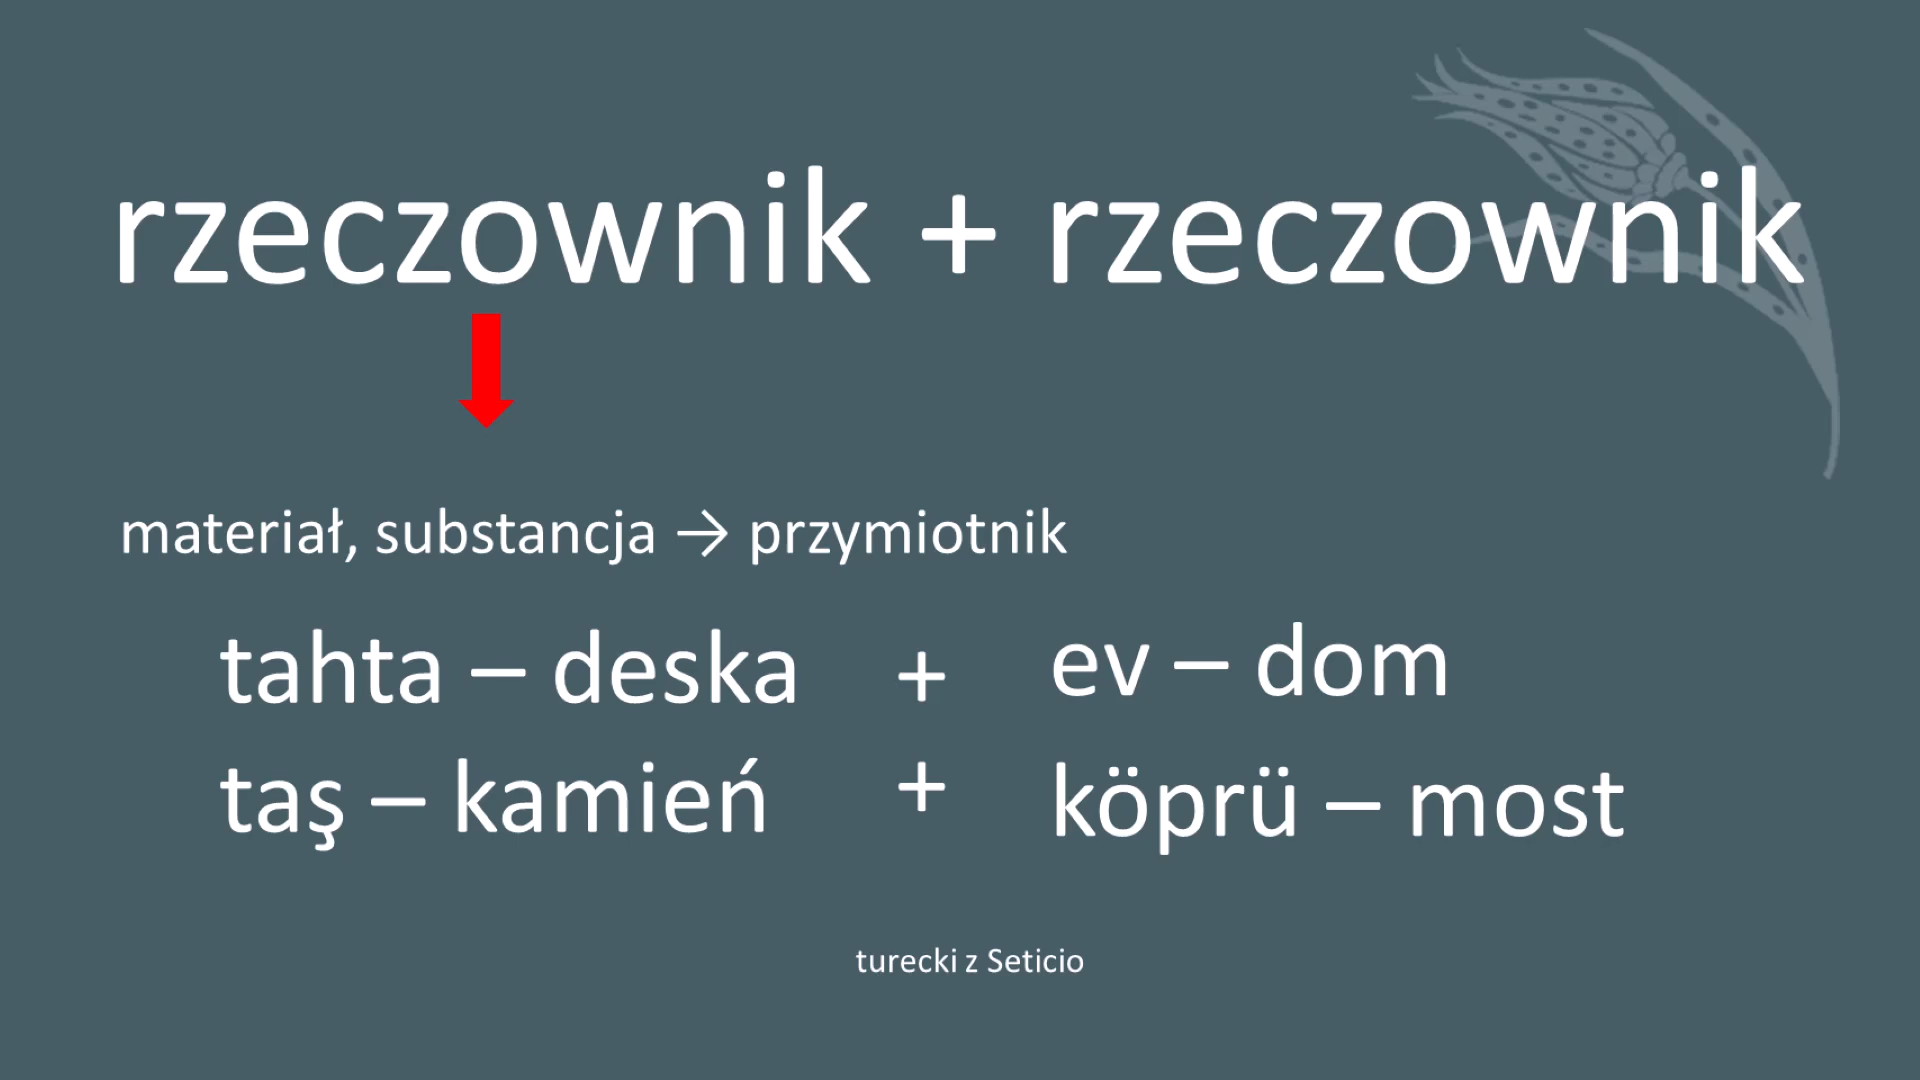 rzeczownik + rzeczownik
materiał, substancja → przymiotnik
tahta – deska + ev – dom
taş – kamień + köprü – most
turecki z Seticio